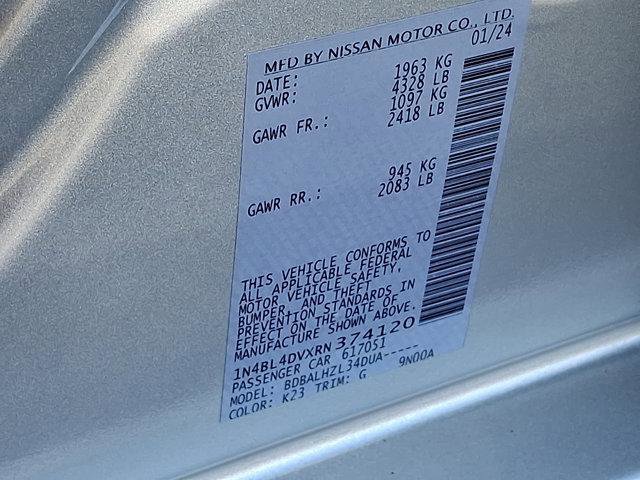 MFD BY NISSAN MOTOR CO., LTD.
DATE: 01/24
GVWR: 1963 KG
4328 LB
GAWR FR.: 1097 KG
2418 LB
GAWR RR.: 945 KG
2083 LB
THIS VEHICLE CONFORMS TO
ALL APPLICABLE FEDERAL
MOTOR VEHICLE SAFETY,
BUMPER, AND THEFT
PREVENTION STANDARDS IN
EFFECT ON THE DATE OF
MANUFACTURE SHOWN ABOVE.
1N4BL4DVXRN374120
PASSENGER CAR 617051
MODEL: BDBALHZL34DUA----- 9N00A
COLOR: K23 TRIM: G